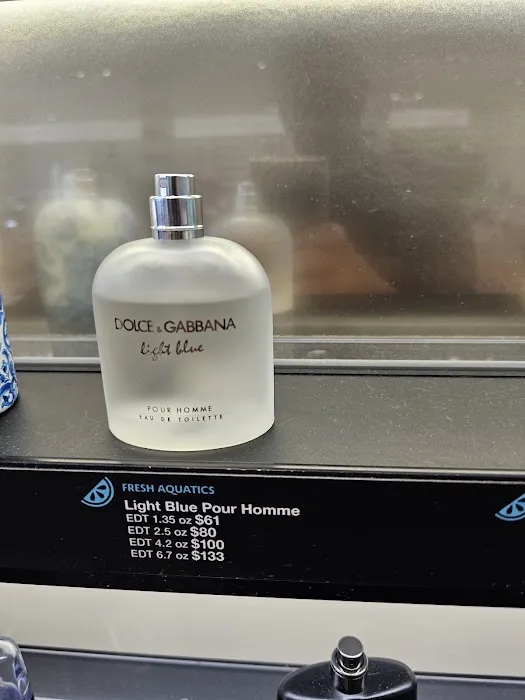 DOLCE & GABBANA
light blue
POUR HOMME
EAU DE TOILETTE
FRESH AQUATICS
Light Blue Pour Homme
EDT 1.35 oz $61
EDT 2.5 oz $80
EDT 4.2 oz $100
EDT 6.7 oz $133